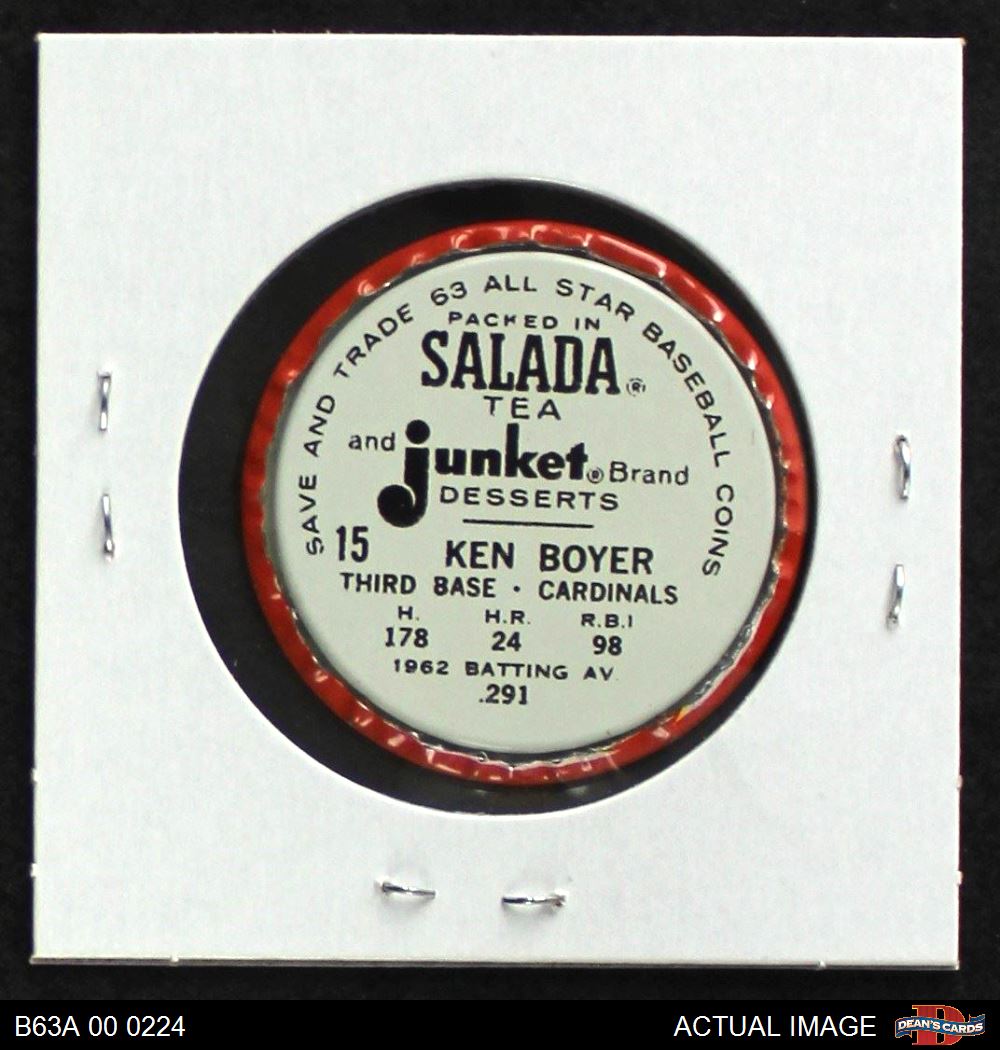 SAVE AND TRADE 63 ALL STAR BASEBALL COINS
PACKED IN
SALADA®
TEA
and junket® Brand
DESSERTS
15 KEN BOYER
THIRD BASE · CARDINALS
H. H.R. R.B.I
178 24 98
1962 BATTING AV.
.291
B63A 00 0224
ACTUAL IMAGE
D
DEAN'S CARDS